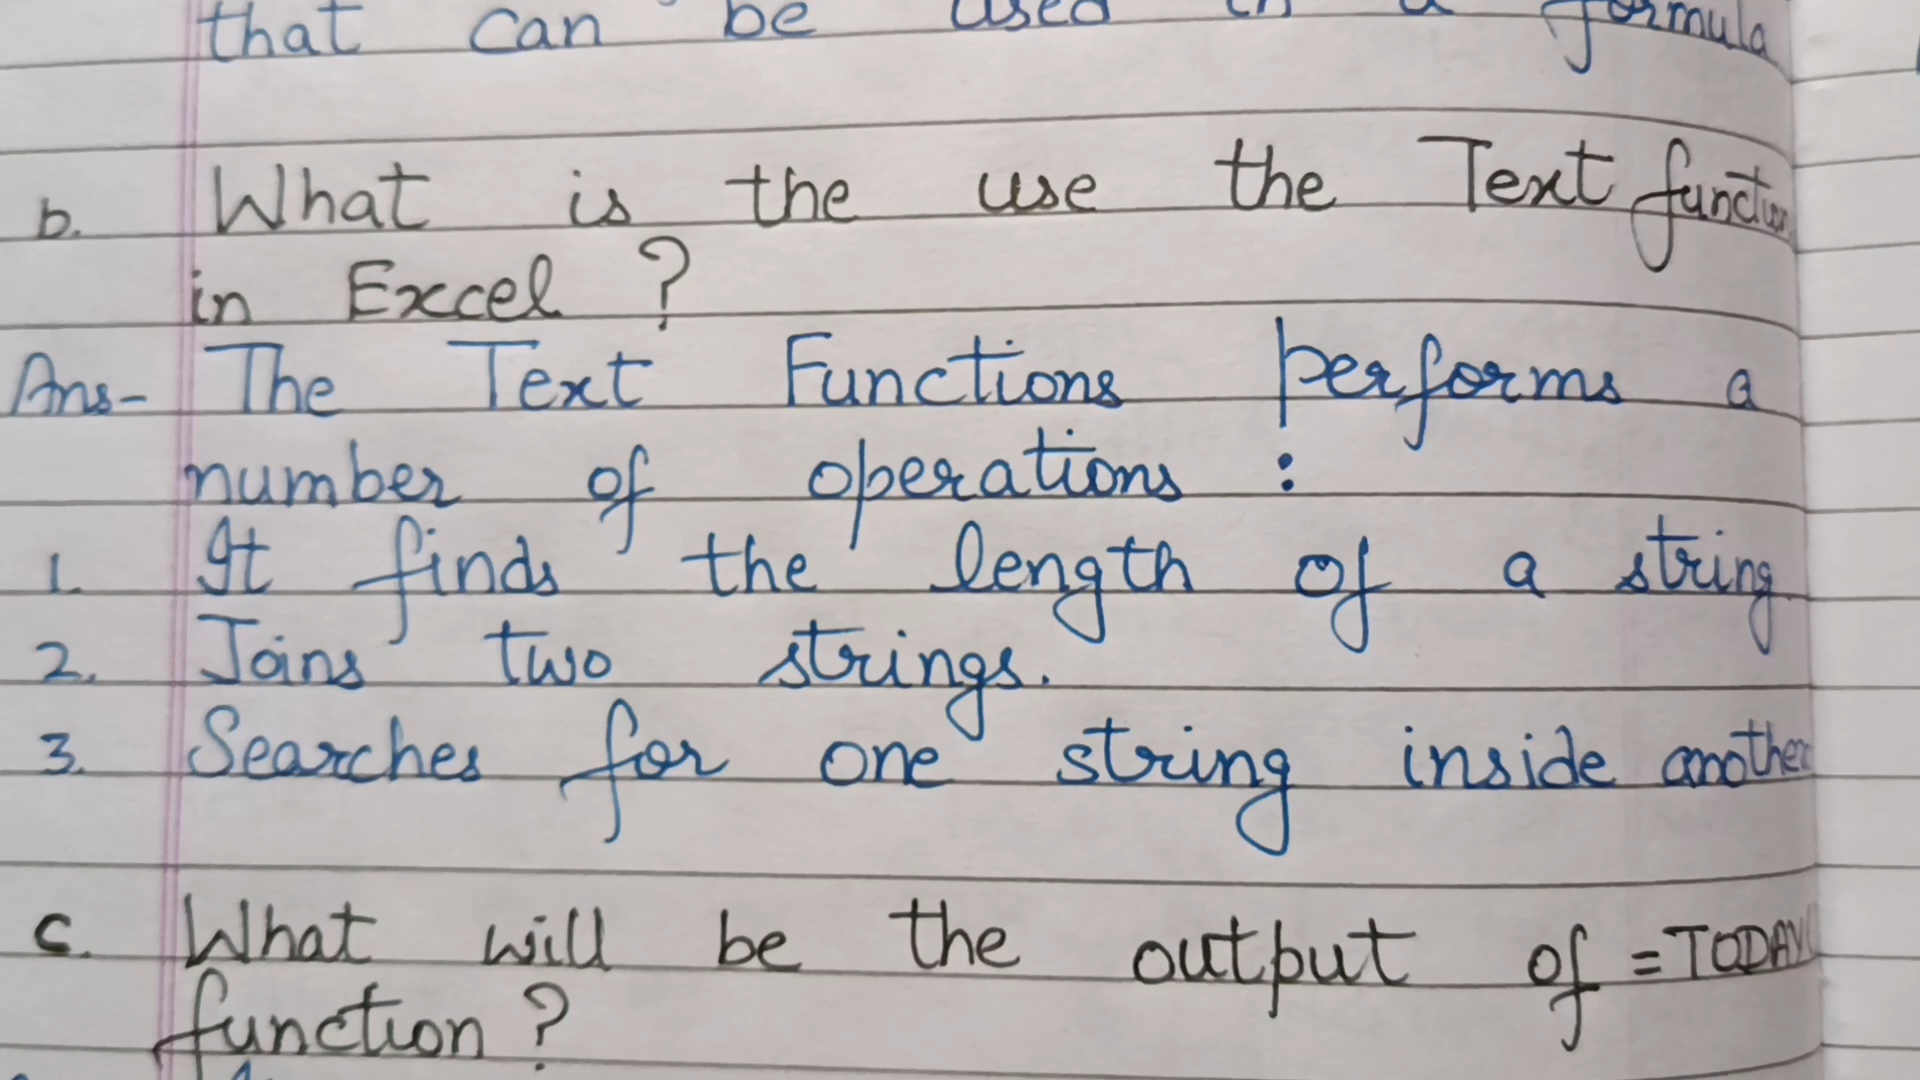 that can be used in a formula
b. What is the use the Text function
in Excel ?
Ans- The Text Functions performs a
number of operations :
1. It finds the length of a string
2. Joins two strings.
3. Searches for one string inside another
c. What will be the output of =TODAY(
function ?